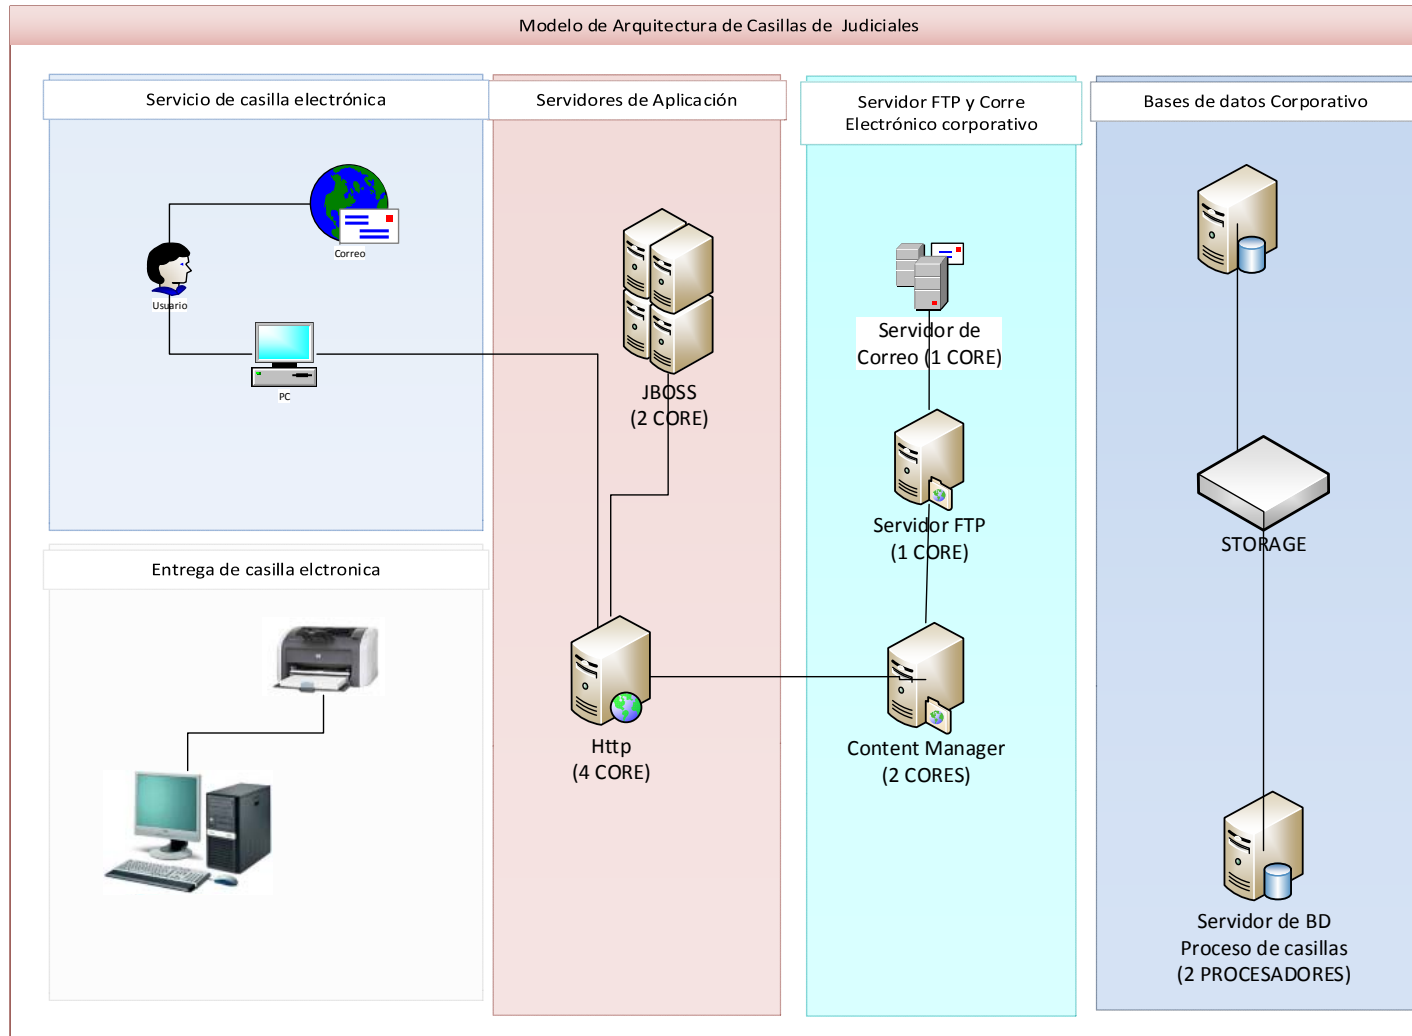 Modelo de Arquitectura de Casillas de Judiciales
Servicio de casilla electrónica
Correo
Usuario
PC
Entrega de casilla elctronica
Servidores de Aplicación
JBOSS
(2 CORE)
Http
(4 CORE)
Servidor FTP y Corre
Electrónico corporativo
Servidor de
Correo (1 CORE)
Servidor FTP
(1 CORE)
Content Manager
(2 CORES)
Bases de datos Corporativo
STORAGE
Servidor de BD
Proceso de casillas
(2 PROCESADORES)